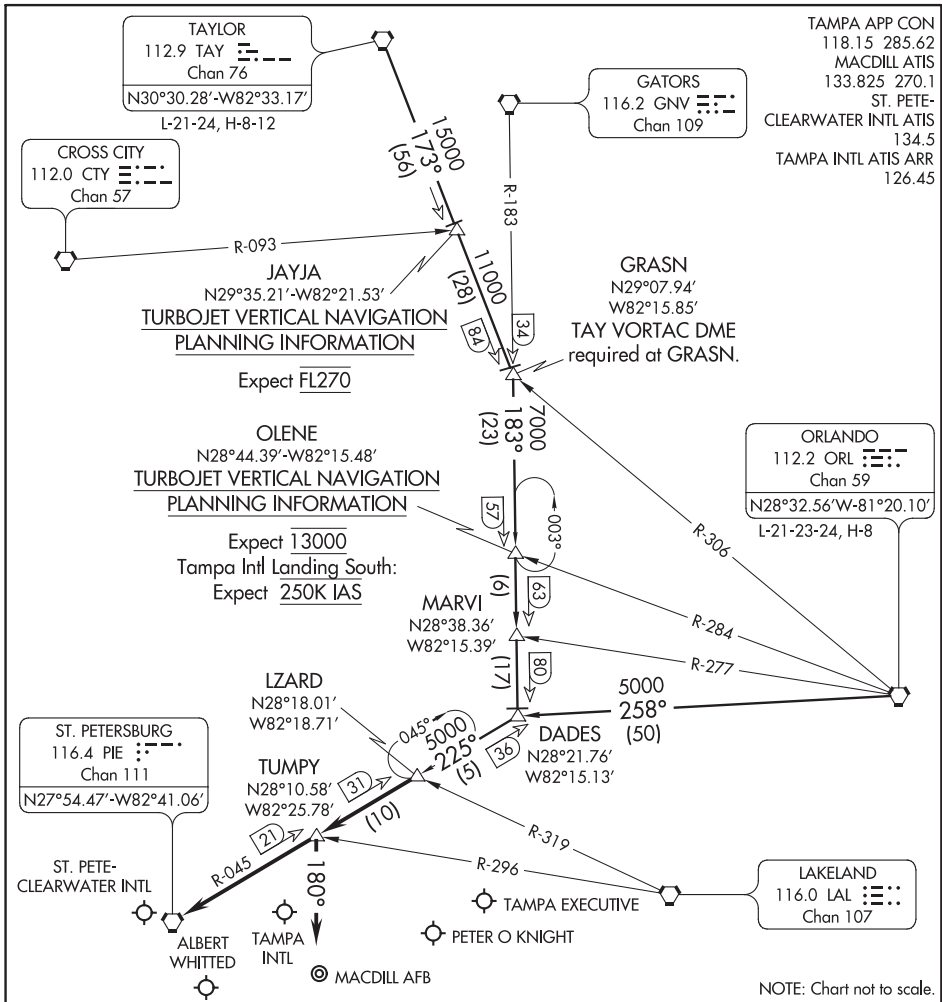 TAYLOR
112.9 TAY
Chan 76
N30°30.28'-W82°33.17'
L-21-24, H-8-12
GATORS
116.2 GNV
Chan 109
TAMPA APP CON
118.15 285.62
MACDILL ATIS
133.825 270.1
ST. PETE-
CLEARWATER INTL ATIS
134.5
TAMPA INTL ATIS ARR
126.45
CROSS CITY
112.0 CTY
Chan 57
15000
173°
(56)
R-183
R-093
JAYJA
N29°35.21'-W82°21.53'
TURBOJET VERTICAL NAVIGATION
PLANNING INFORMATION
Expect FL270
11000
(28)
84
34
GRASN
N29°07.94'
W82°15.85'
TAY VORTAC DME
required at GRASN.
7000
183°
(23)
OLENE
N28°44.39'-W82°15.48'
TURBOJET VERTICAL NAVIGATION
PLANNING INFORMATION
Expect 13000
Tampa Intl Landing South:
Expect 250K IAS
57
003°
ORLANDO
112.2 ORL
Chan 59
N28°32.56'W-81°20.10'
L-21-23-24, H-8
R-306
R-284
R-277
(6)
63
MARVI
N28°38.36'
W82°15.39'
(17)
80
5000
258°
(50)
LZARD
N28°18.01'
W82°18.71'
045°
5000
225°
(5)
36
DADES
N28°21.76'
W82°15.13'
ST. PETERSBURG
116.4 PIE
Chan 111
N27°54.47'-W82°41.06'
TUMPY
N28°10.58'
W82°25.78'
31
(10)
21
R-045
180°
R-319
R-296
LAKELAND
116.0 LAL
Chan 107
ST. PETE-
CLEARWATER INTL
ALBERT
WHITTED
TAMPA
INTL
TAMPA EXECUTIVE
PETER O KNIGHT
MACDILL AFB
NOTE: Chart not to scale.